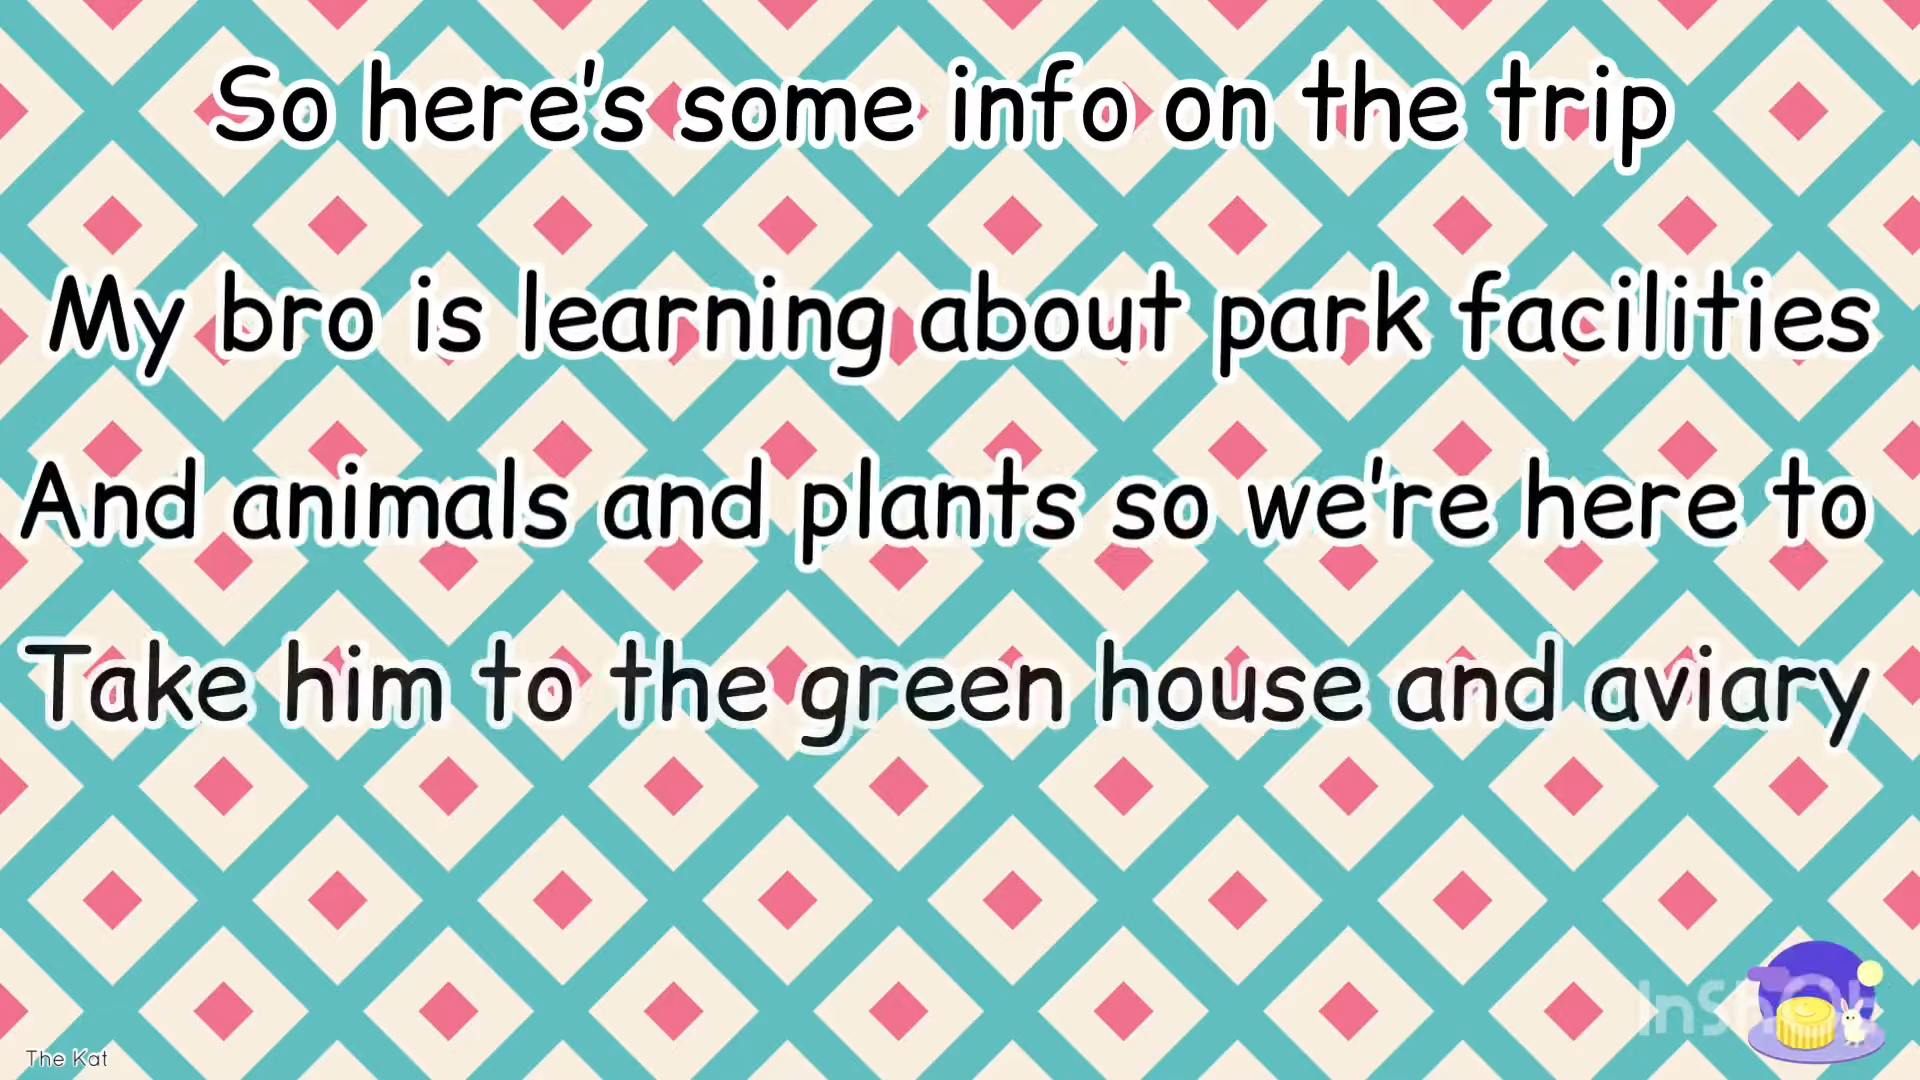 So here's some info on the trip
My bro is learning about park facilities
And animals and plants so we're here to
Take him to the green house and aviary
InShot
The Kat